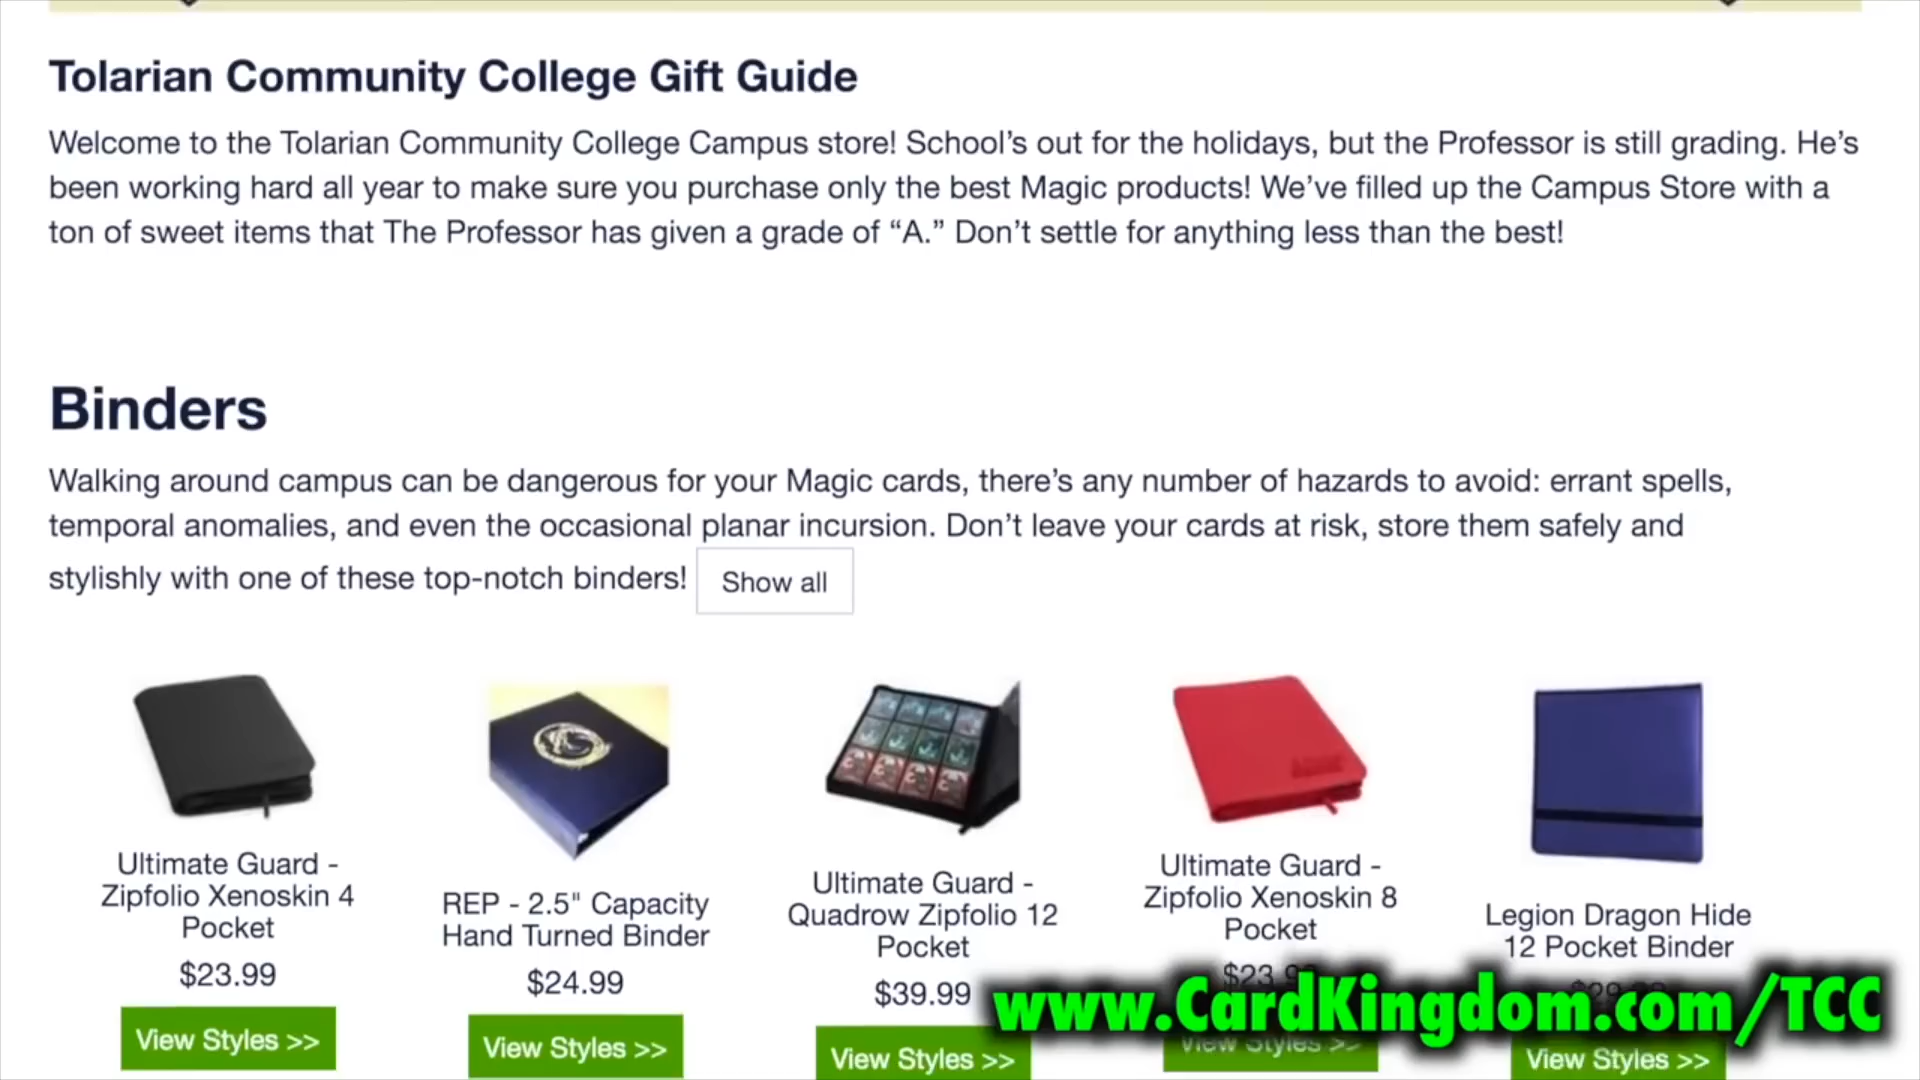 Tolarian Community College Gift Guide
Welcome to the Tolarian Community College Campus store! School’s out for the holidays, but the Professor is still grading. He’s
been working hard all year to make sure you purchase only the best Magic products! We’ve filled up the Campus Store with a
ton of sweet items that The Professor has given a grade of “A.” Don’t settle for anything less than the best!
Binders
Walking around campus can be dangerous for your Magic cards, there’s any number of hazards to avoid: errant spells,
temporal anomalies, and even the occasional planar incursion. Don’t leave your cards at risk, store them safely and
stylishly with one of these top-notch binders! Show all
Ultimate Guard -
Zipfolio Xenoskin 4
Pocket
$23.99
View Styles >>
REP - 2.5" Capacity
Hand Turned Binder
$24.99
View Styles >>
Ultimate Guard -
Quadrow Zipfolio 12
Pocket
$39.99
View Styles >>
Ultimate Guard -
Zipfolio Xenoskin 8
Pocket
View Styles >>
Legion Dragon Hide
12 Pocket Binder
View Styles >>
www.CardKingdom.com/TCC